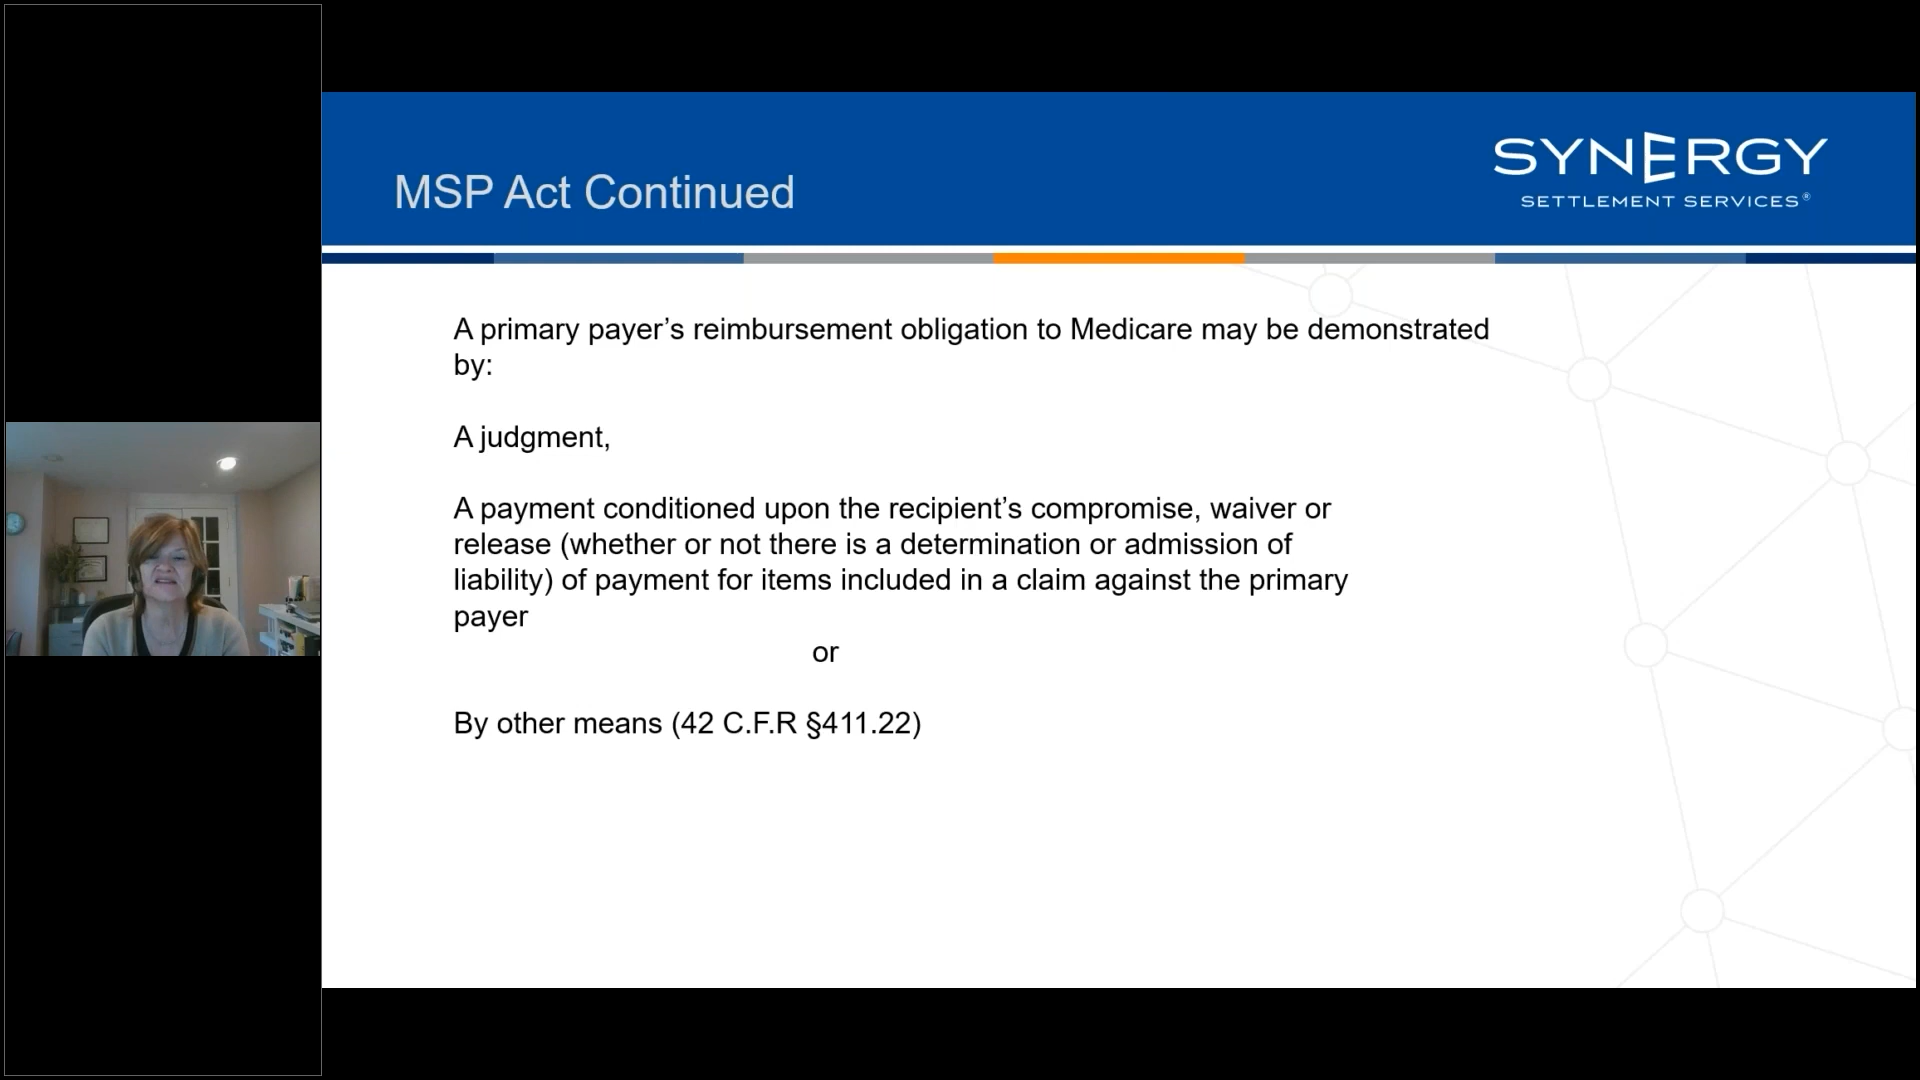 SYNERGY
SETTLEMENT SERVICES®
MSP Act Continued
A primary payer’s reimbursement obligation to Medicare may be demonstrated
by:
A judgment,
A payment conditioned upon the recipient’s compromise, waiver or
release (whether or not there is a determination or admission of
liability) of payment for items included in a claim against the primary
payer
or
By other means (42 C.F.R §411.22)